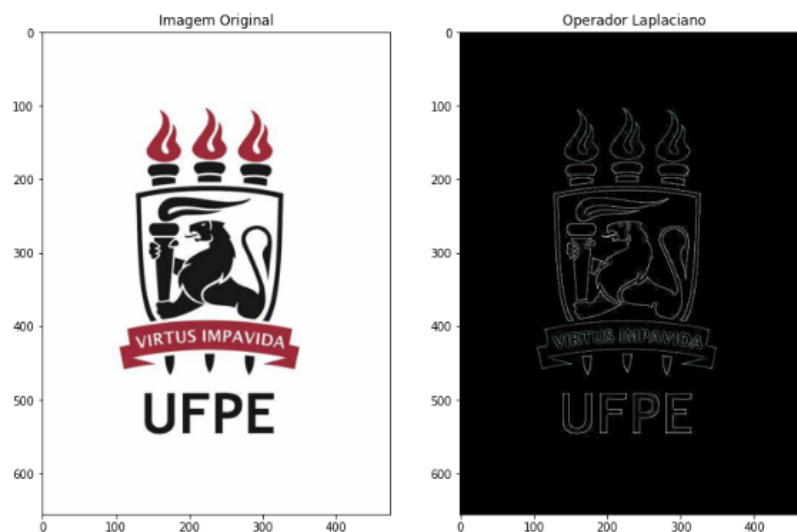 Imagem Original
Operador Laplaciano
0
100
200
300
400
500
600
0 100 200 300 400
VIRTUS IMPAVIDA
UFPE
0
100
200
300
400
500
600
0 100 200 300 400
VIRTUS IMPAVIDA
UFPE